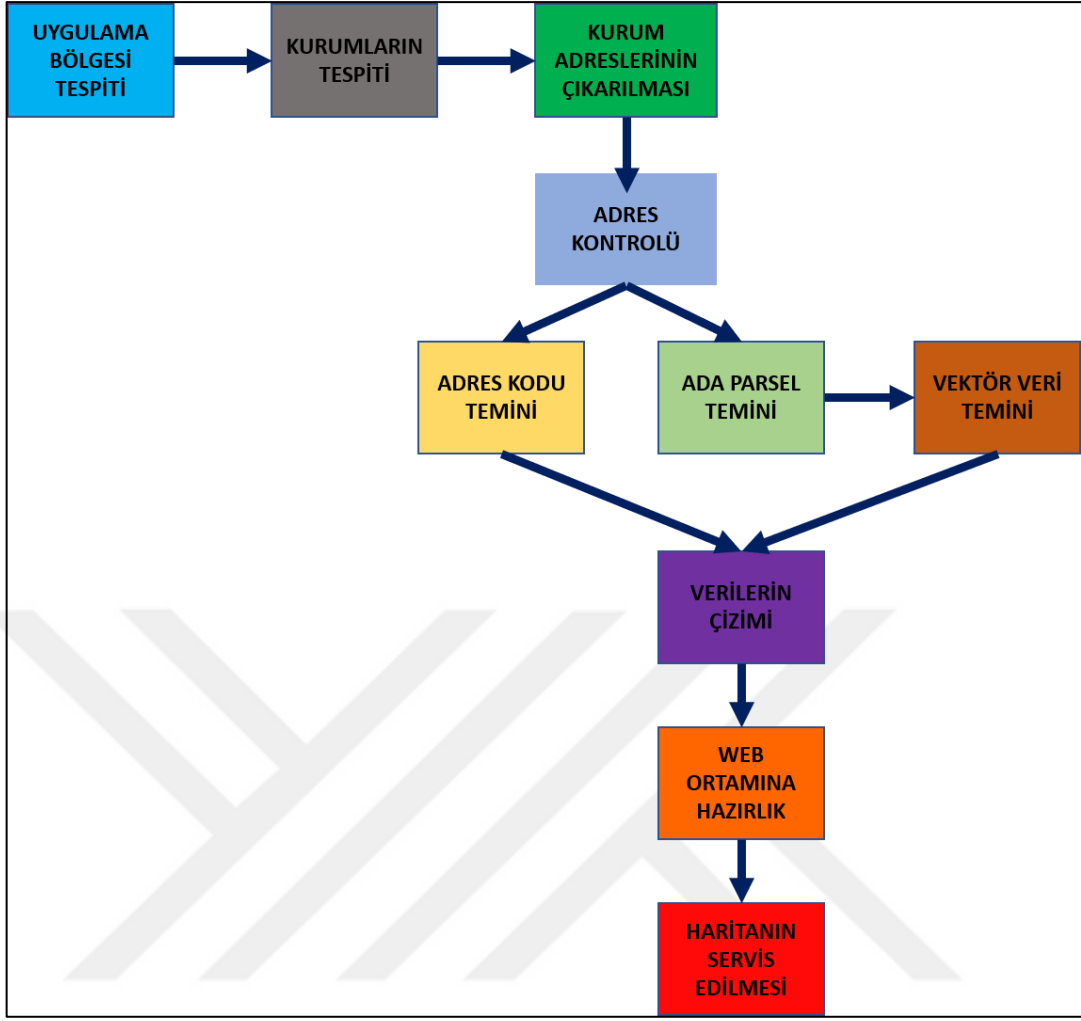 UYGULAMA
BÖLGESİ
TESPİTİ
KURUMLARIN
TESPİTİ
KURUM
ADRESLERİNİN
ÇIKARILMASI
ADRES
KONTROLÜ
ADRES KODU
TEMİNİ
ADA PARSEL
TEMİNİ
VEKTÖR VERİ
TEMİNİ
VERİLERİN
ÇİZİMİ
WEB
ORTAMINA
HAZIRLIK
HARİTANIN
SERVİS
EDİLMESİ